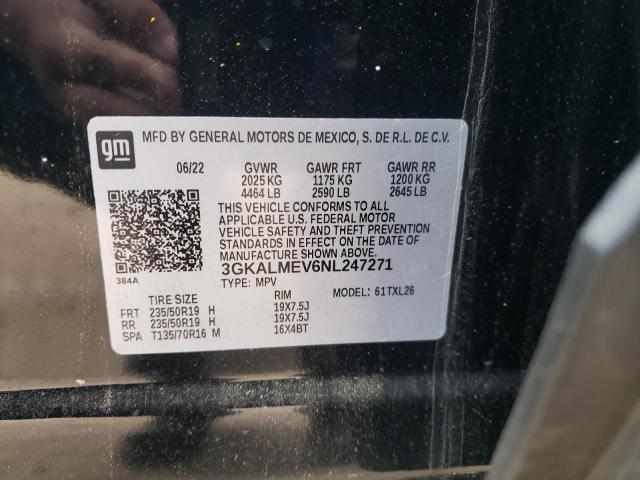 gm
MFD BY GENERAL MOTORS DE MEXICO, S. DE R.L. DE C.V.
06/22 GVWR GAWR FRT GAWR RR
2025 KG 1175 KG 1200 KG
4464 LB 2590 LB 2645 LB
THIS VEHICLE CONFORMS TO ALL
APPLICABLE U.S. FEDERAL MOTOR
VEHICLE SAFETY AND THEFT PREVENTION
STANDARDS IN EFFECT ON THE DATE OF
MANUFACTURE SHOWN ABOVE.
384A
3GKALMEV6NL247271
TYPE: MPV MODEL: 61TXL26
TIRE SIZE RIM
FRT 235/50R19 H 19X7.5J
RR 235/50R19 H 19X7.5J
SPA T135/70R16 M 16X4BT